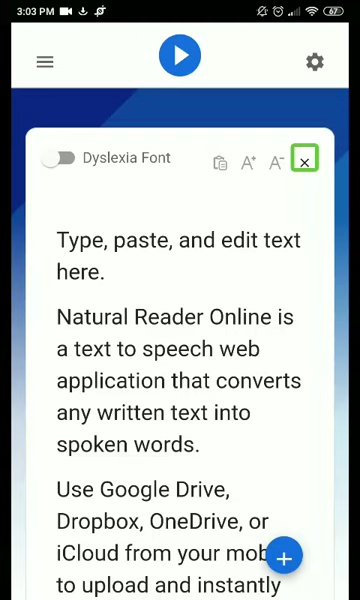 3:03 PM 67
Dyslexia Font A+ A-
Type, paste, and edit text
here.
Natural Reader Online is
a text to speech web
application that converts
any written text into
spoken words.
Use Google Drive,
Dropbox, OneDrive, or
iCloud from your mob
to upload and instantly